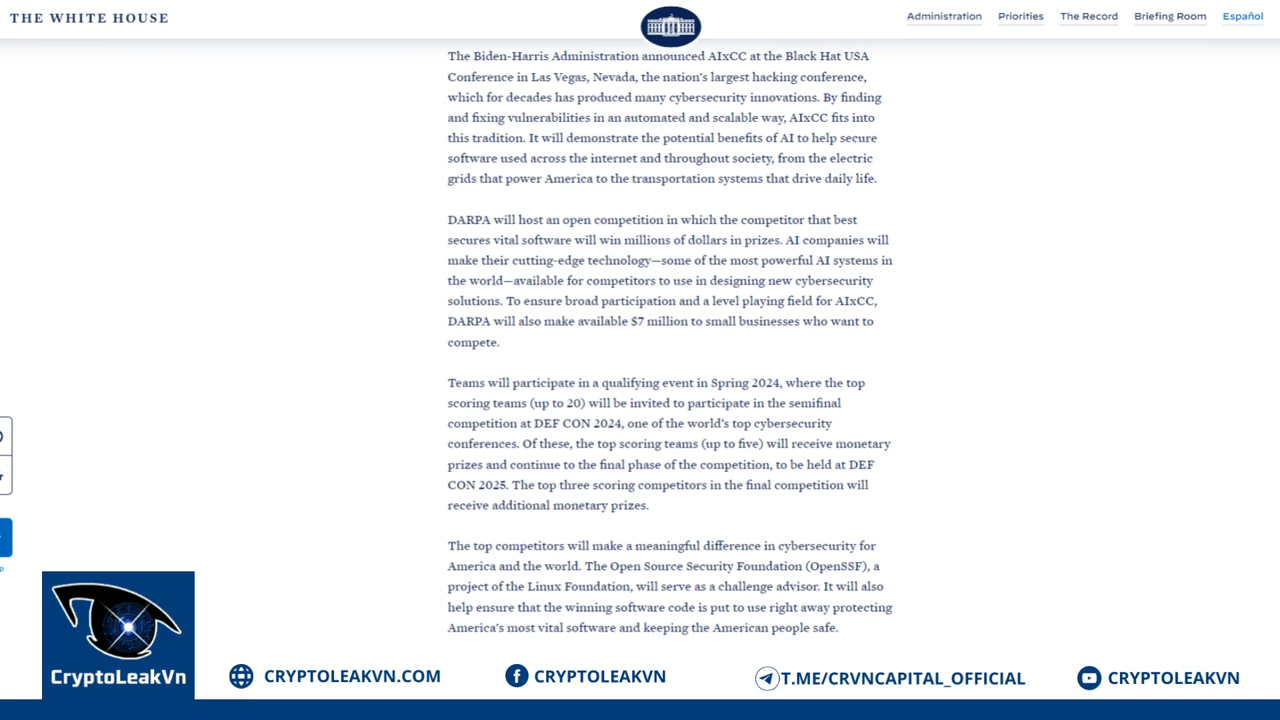 THE WHITE HOUSE
Administration Priorities The Record Briefing Room Español
The Biden-Harris Administration announced AIxCC at the Black Hat USA
Conference in Las Vegas, Nevada, the nation's largest hacking conference,
which for decades has produced many cybersecurity innovations. By finding
and fixing vulnerabilities in an automated and scalable way, AIxCC fits into
this tradition. It will demonstrate the potential benefits of AI to help secure
software used across the internet and throughout society, from the electric
grids that power America to the transportation systems that drive daily life.
DARPA will host an open competition in which the competitor that best
secures vital software will win millions of dollars in prizes. AI companies will
make their cutting-edge technology—some of the most powerful AI systems in
the world—available for competitors to use in designing new cybersecurity
solutions. To ensure broad participation and a level playing field for AIxCC,
DARPA will also make available $7 million to small businesses who want to
compete.
Teams will participate in a qualifying event in Spring 2024, where the top
scoring teams (up to 20) will be invited to participate in the semifinal
competition at DEF CON 2024, one of the world's top cybersecurity
conferences. Of these, the top scoring teams (up to five) will receive monetary
prizes and continue to the final phase of the competition, to be held at DEF
CON 2025. The top three scoring competitors in the final competition will
receive additional monetary prizes.
The top competitors will make a meaningful difference in cybersecurity for
America and the world. The Open Source Security Foundation (OpenSSF), a
project of the Linux Foundation, will serve as a challenge advisor. It will also
help ensure that the winning software code is put to use right away protecting
America's most vital software and keeping the American people safe.
CryptoLeakVn
CRYPTOLEAKVN.COM
CRYPTOLEAKVN
T.ME/CRVNCAPITAL_OFFICIAL
CRYPTOLEAKVN